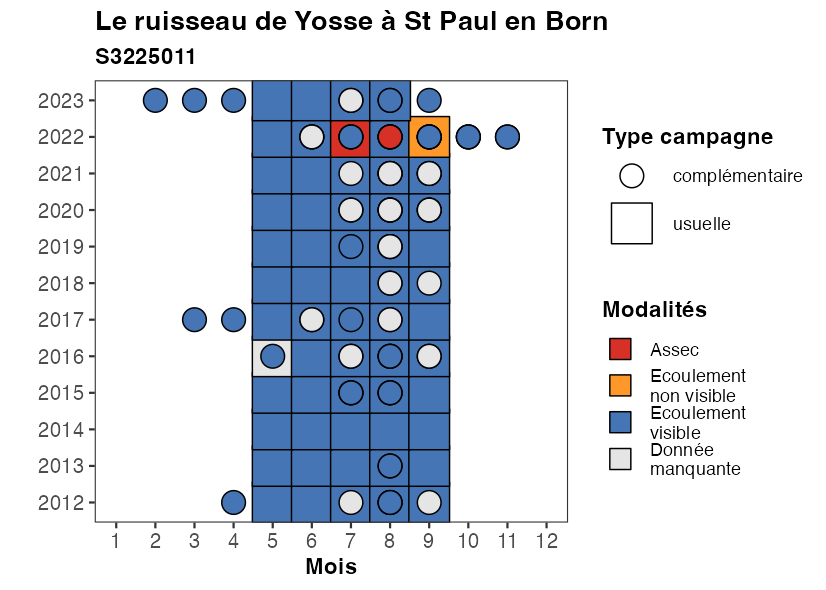 Le ruisseau de Yosse à St Paul en Born
S3225011
2023
2022
2021
2020
2019
2018
2017
2016
2015
2014
2013
2012
1 2 3 4 5 6 7 8 9 10 11 12
Mois
Type campagne
complémentaire
usuelle
Modalités
Assec
Ecoulement
non visible
Ecoulement
visible
Donnée
manquante